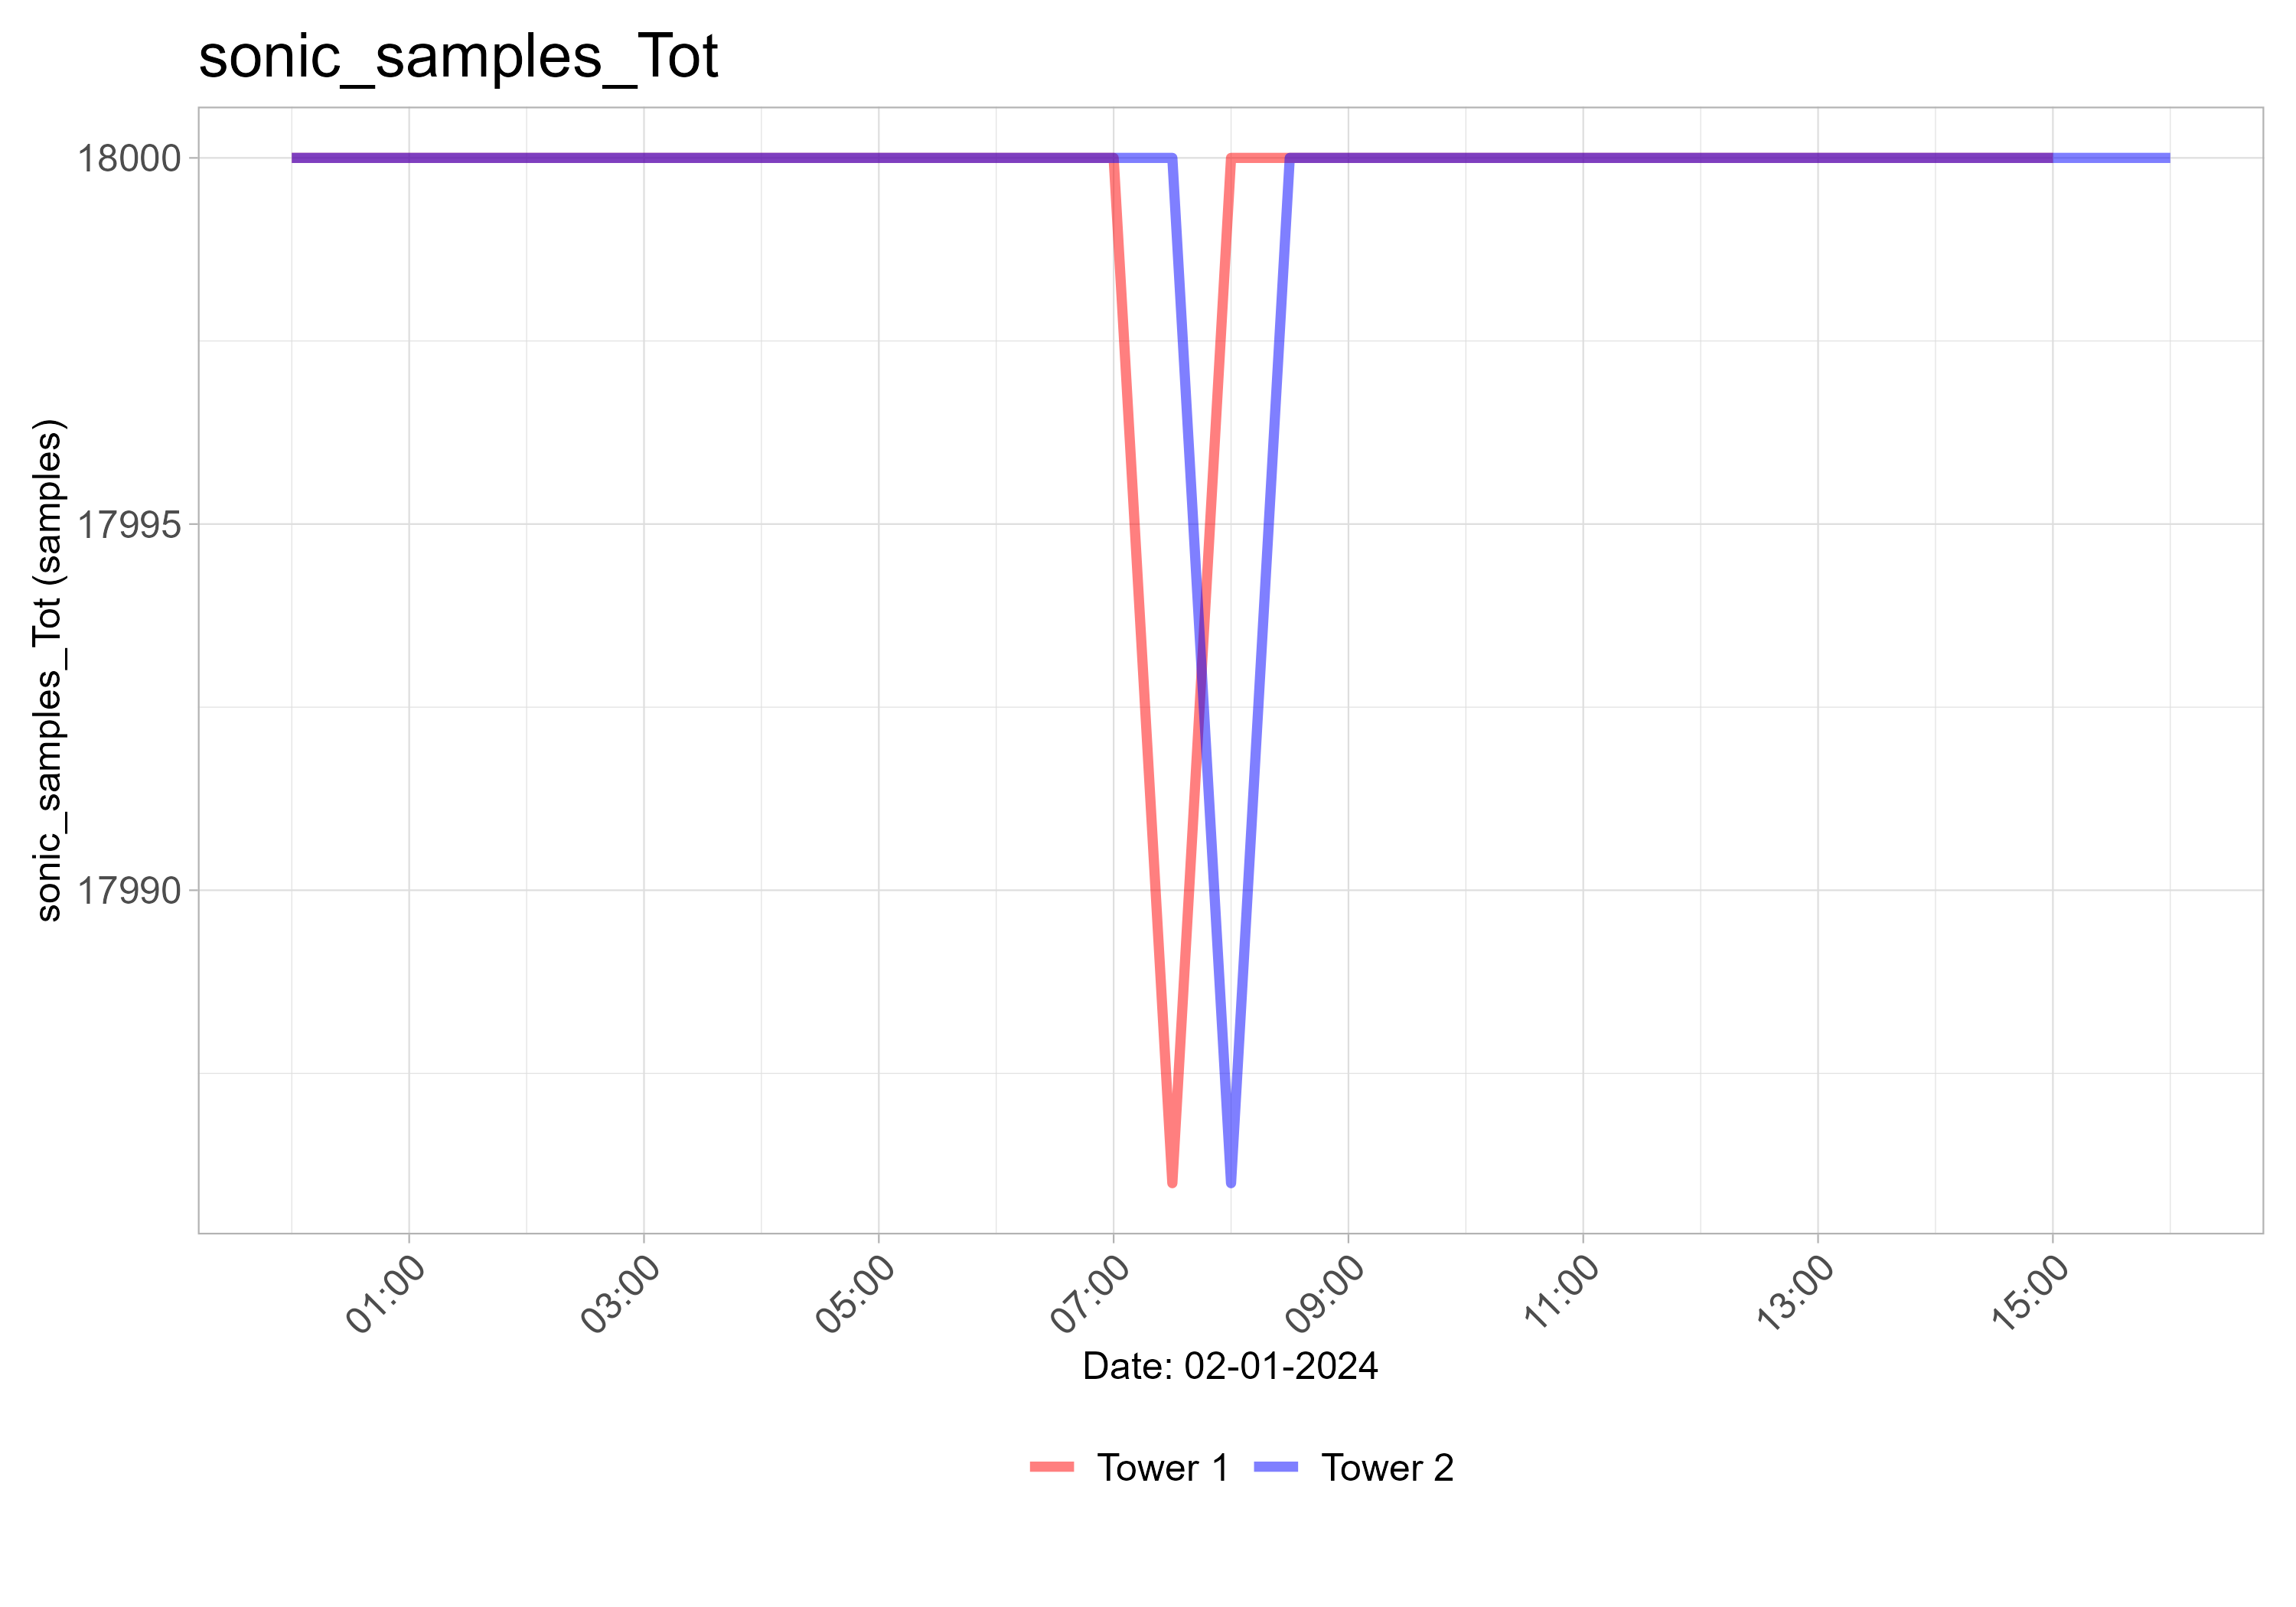 sonic_samples_Tot
sonic_samples_Tot (samples)
18000
17995
17990
01:00 03:00 05:00 07:00 09:00 11:00 13:00 15:00
Date: 02-01-2024
Tower 1 Tower 2